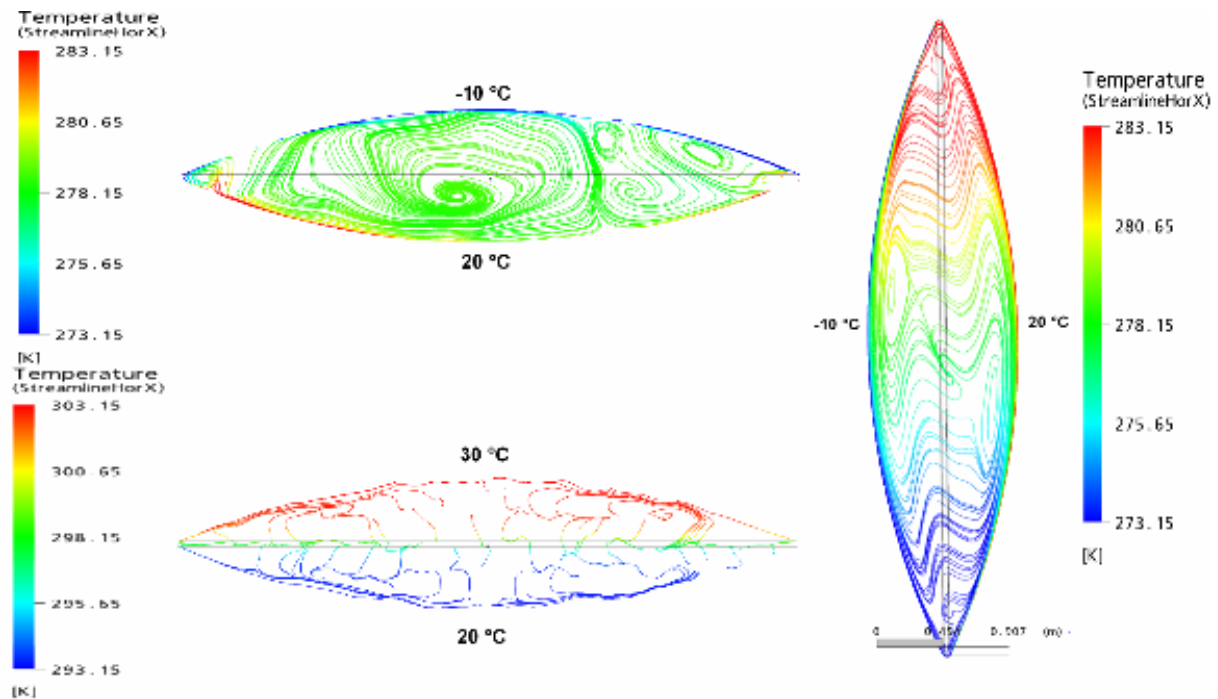 Temperature
(StreamlineHorX)
283.15
280.65
278.15
275.65
273.15
[K]
-10 °C
20 °C
Temperature
(StreamlineHorX)
303.15
300.65
298.15
295.65
293.15
[K]
30 °C
20 °C
Temperature
(StreamlineHorX)
283.15
280.65
278.15
275.65
273.15
[K]
-10 °C
20 °C
0
0.907
(m)